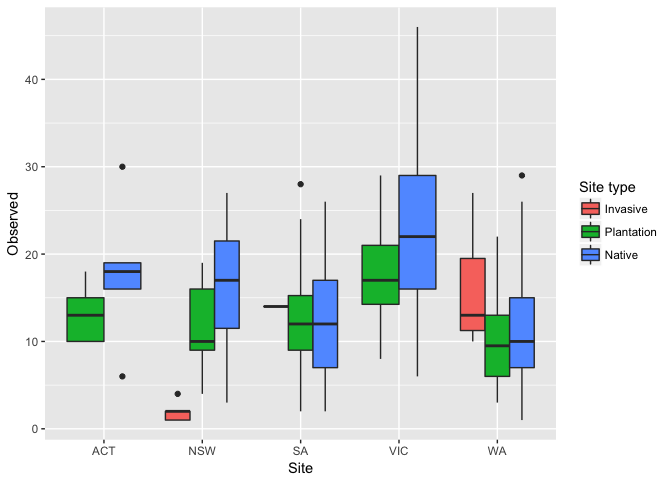 Observed
40
30
20
10
0
ACT NSW SA VIC WA
Site
Site type
Invasive
Plantation
Native